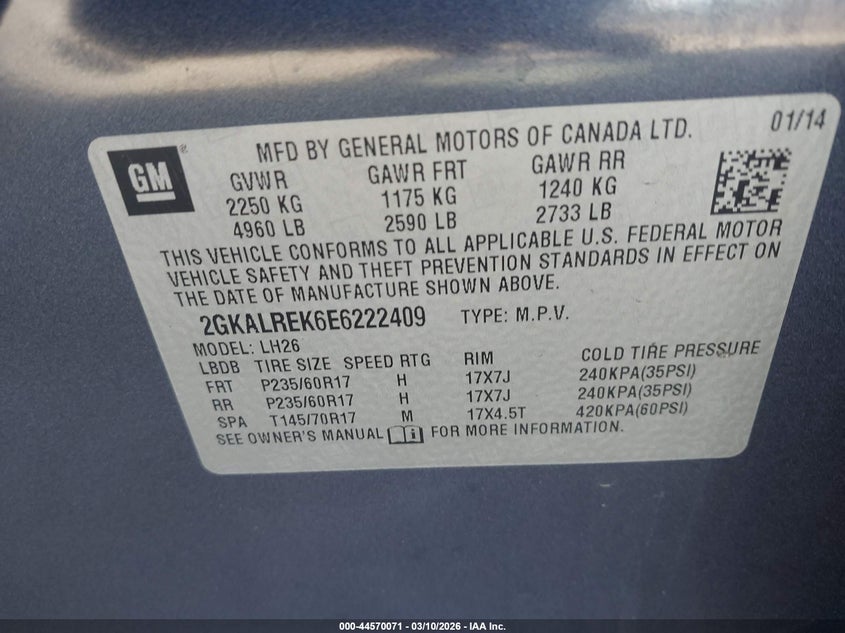 GM
®
MFD BY GENERAL MOTORS OF CANADA LTD. 01/14
GVWR GAWR FRT GAWR RR
2250 KG 1175 KG 1240 KG
4960 LB 2590 LB 2733 LB
THIS VEHICLE CONFORMS TO ALL APPLICABLE U.S. FEDERAL MOTOR
VEHICLE SAFETY AND THEFT PREVENTION STANDARDS IN EFFECT ON
THE DATE OF MANUFACTURE SHOWN ABOVE.
2GKALREK6E6222409 TYPE: M.P.V.
MODEL: LH26
LBDB TIRE SIZE SPEED RTG RIM COLD TIRE PRESSURE
FRT P235/60R17 H 17X7J 240KPA(35PSI)
RR P235/60R17 H 17X7J 240KPA(35PSI)
SPA T145/70R17 M 17X4.5T 420KPA(60PSI)
SEE OWNER'S MANUAL FOR MORE INFORMATION.
000-44570071 — 03/10/2026 — IAA Inc.